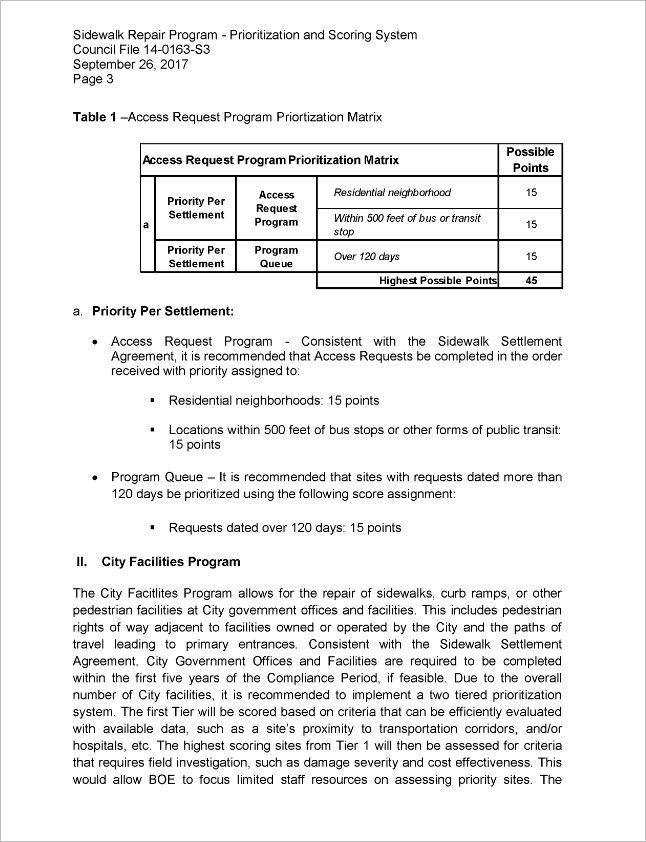 Sidewalk Repair Program - Prioritization and Scoring System
Council File 14-0163-S3
September 26, 2017
Page 3
Table 1 –Access Request Program Priortization Matrix
Access Request Program Prioritization Matrix
Possible
Points
a
Priority Per
Settlement
Access
Request
Program
Residential neighborhood
15
Within 500 feet of bus or transit
stop
15
Priority Per
Settlement
Program
Queue
Over 120 days
15
Highest Possible Points
45
a. Priority Per Settlement:
• Access Request Program - Consistent with the Sidewalk Settlement
Agreement, it is recommended that Access Requests be completed in the order
received with priority assigned to:
▪ Residential neighborhoods: 15 points
▪ Locations within 500 feet of bus stops or other forms of public transit:
15 points
• Program Queue – It is recommended that sites with requests dated more than
120 days be prioritized using the following score assignment:
▪ Requests dated over 120 days: 15 points
II. City Facilities Program
The City Facitlites Program allows for the repair of sidewalks, curb ramps, or other
pedestrian facilities at City government offices and facilities. This includes pedestrian
rights of way adjacent to facilities owned or operated by the City and the paths of
travel leading to primary entrances. Consistent with the Sidewalk Settlement
Agreement, City Government Offices and Facilities are required to be completed
within the first five years of the Compliance Period, if feasible. Due to the overall
number of City facilities, it is recommended to implement a two tiered prioritization
system. The first Tier will be scored based on criteria that can be efficiently evaluated
with available data, such as a site's proximity to transportation corridors, and/or
hospitals, etc. The highest scoring sites from Tier 1 will then be assessed for criteria
that requires field investigation, such as damage severity and cost effectiveness. This
would allow BOE to focus limited staff resources on assessing priority sites. The